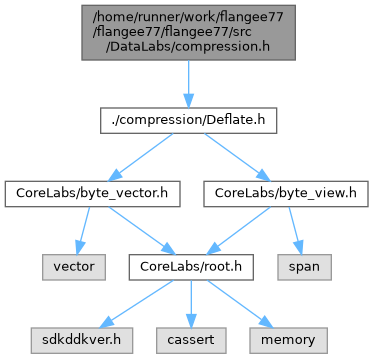 /home/runner/work/flangee77
/flangee77/flangee77/src
/DataLabs/compression.h
./compression/Deflate.h
CoreLabs/byte_vector.h
CoreLabs/byte_view.h
vector
CoreLabs/root.h
span
sdkddkver.h
cassert
memory